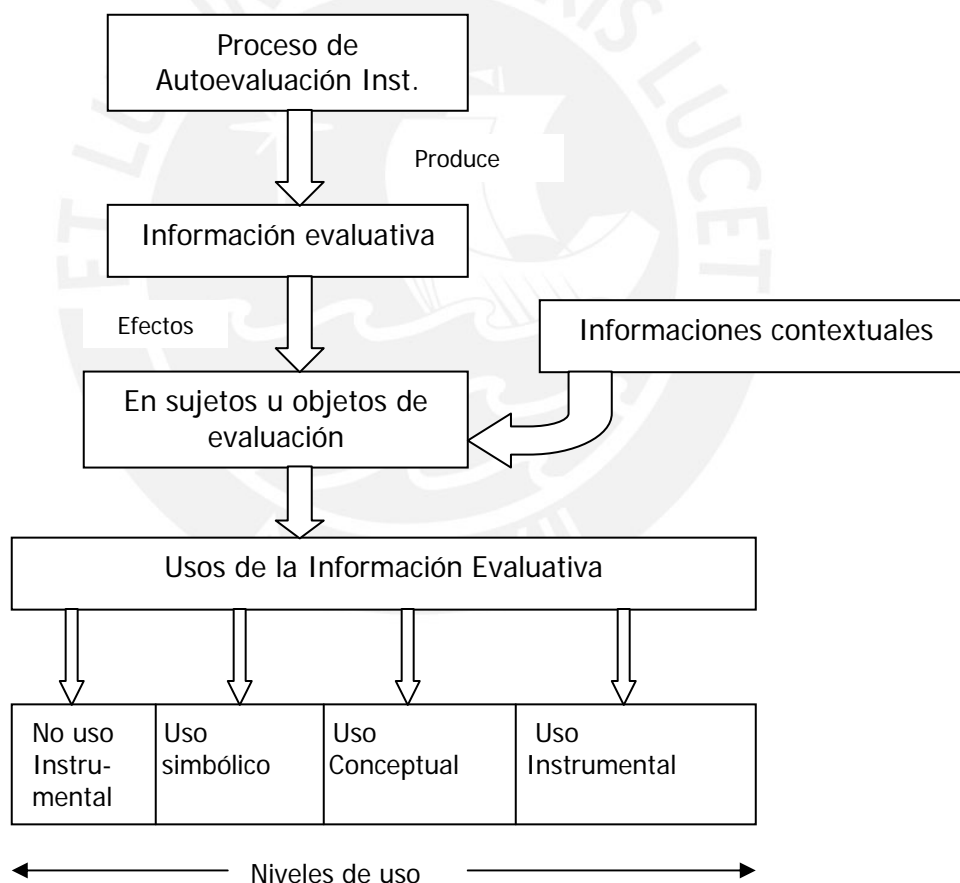 Proceso de
Autoevaluación Inst.
Produce
Información evaluativa
Efectos
Informaciones contextuales
En sujetos u objetos de
evaluación
Usos de la Información Evaluativa
No uso
Instru-
mental
Uso
simbólico
Uso
Conceptual
Uso
Instrumental
Niveles de uso